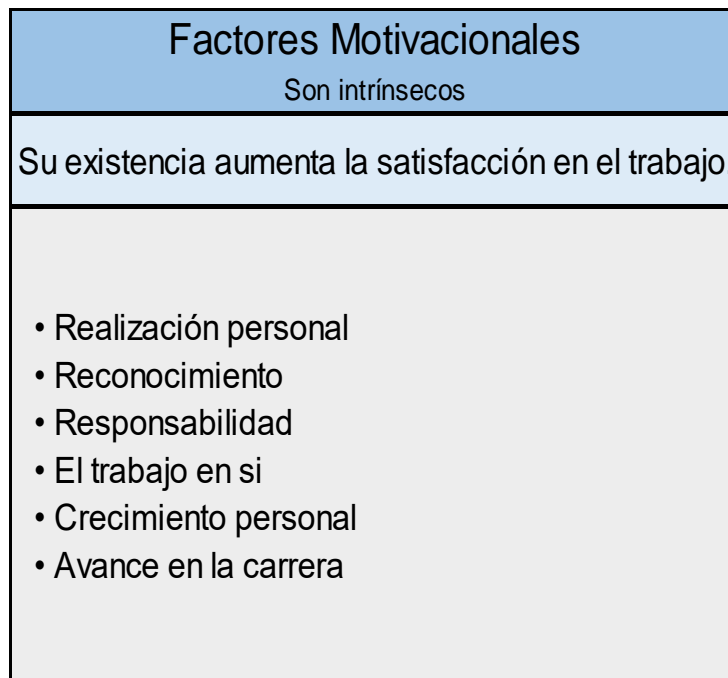 Factores Motivacionales
Son intrínsecos
Su existencia aumenta la satisfacción en el trabajo
• Realización personal
• Reconocimiento
• Responsabilidad
• El trabajo en si
• Crecimiento personal
• Avance en la carrera